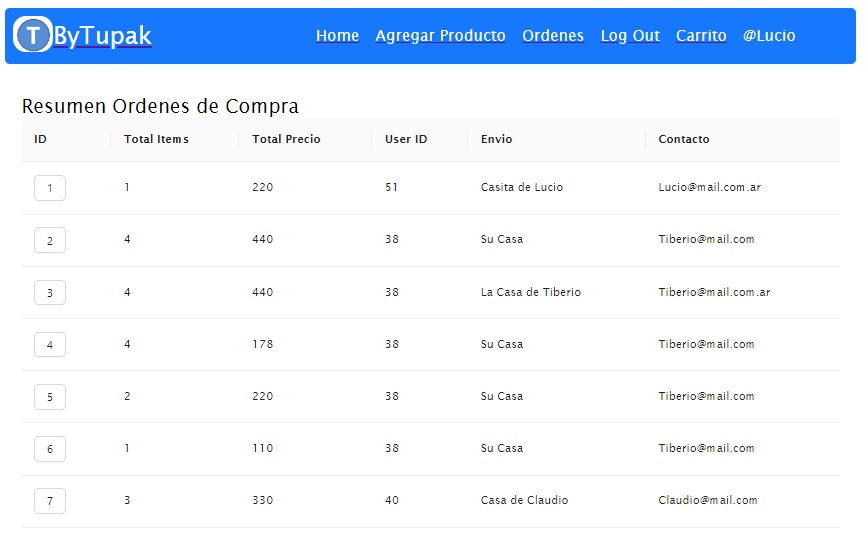 T ByTupak Home Agregar Producto Ordenes Log Out Carrito @Lucio
Resumen Ordenes de Compra
ID Total Items Total Precio User ID Envio Contacto
1 1 220 51 Casita de Lucio Lucio@mail.com.ar
2 4 440 38 Su Casa Tiberio@mail.com
3 4 440 38 La Casa de Tiberio Tiberio@mail.com.ar
4 4 178 38 Su Casa Tiberio@mail.com
5 2 220 38 Su Casa Tiberio@mail.com
6 1 110 38 Su Casa Tiberio@mail.com
7 3 330 40 Casa de Claudio Claudio@mail.com